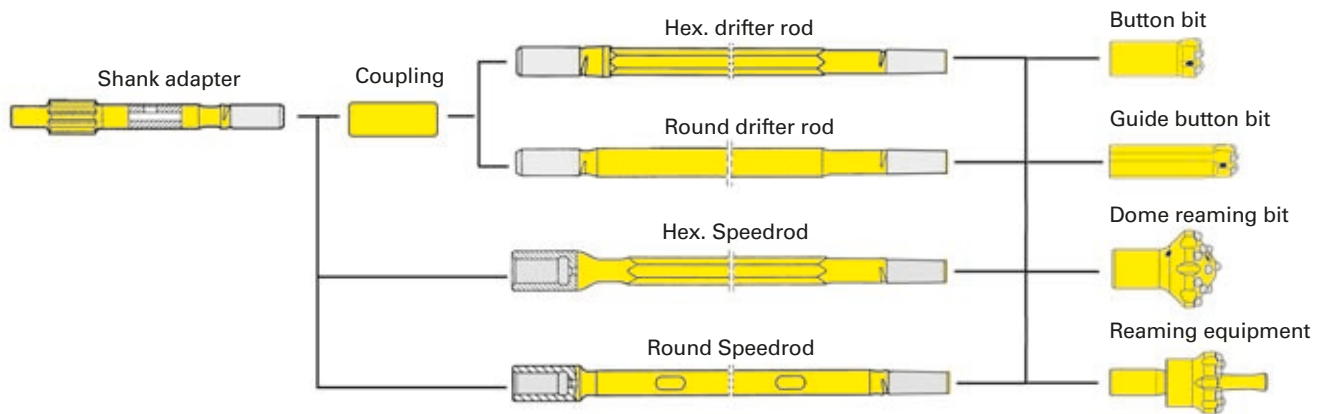 Shank adapter
Coupling
Hex. drifter rod
Round drifter rod
Hex. Speedrod
Round Speedrod
Button bit
Guide button bit
Dome reaming bit
Reaming equipment